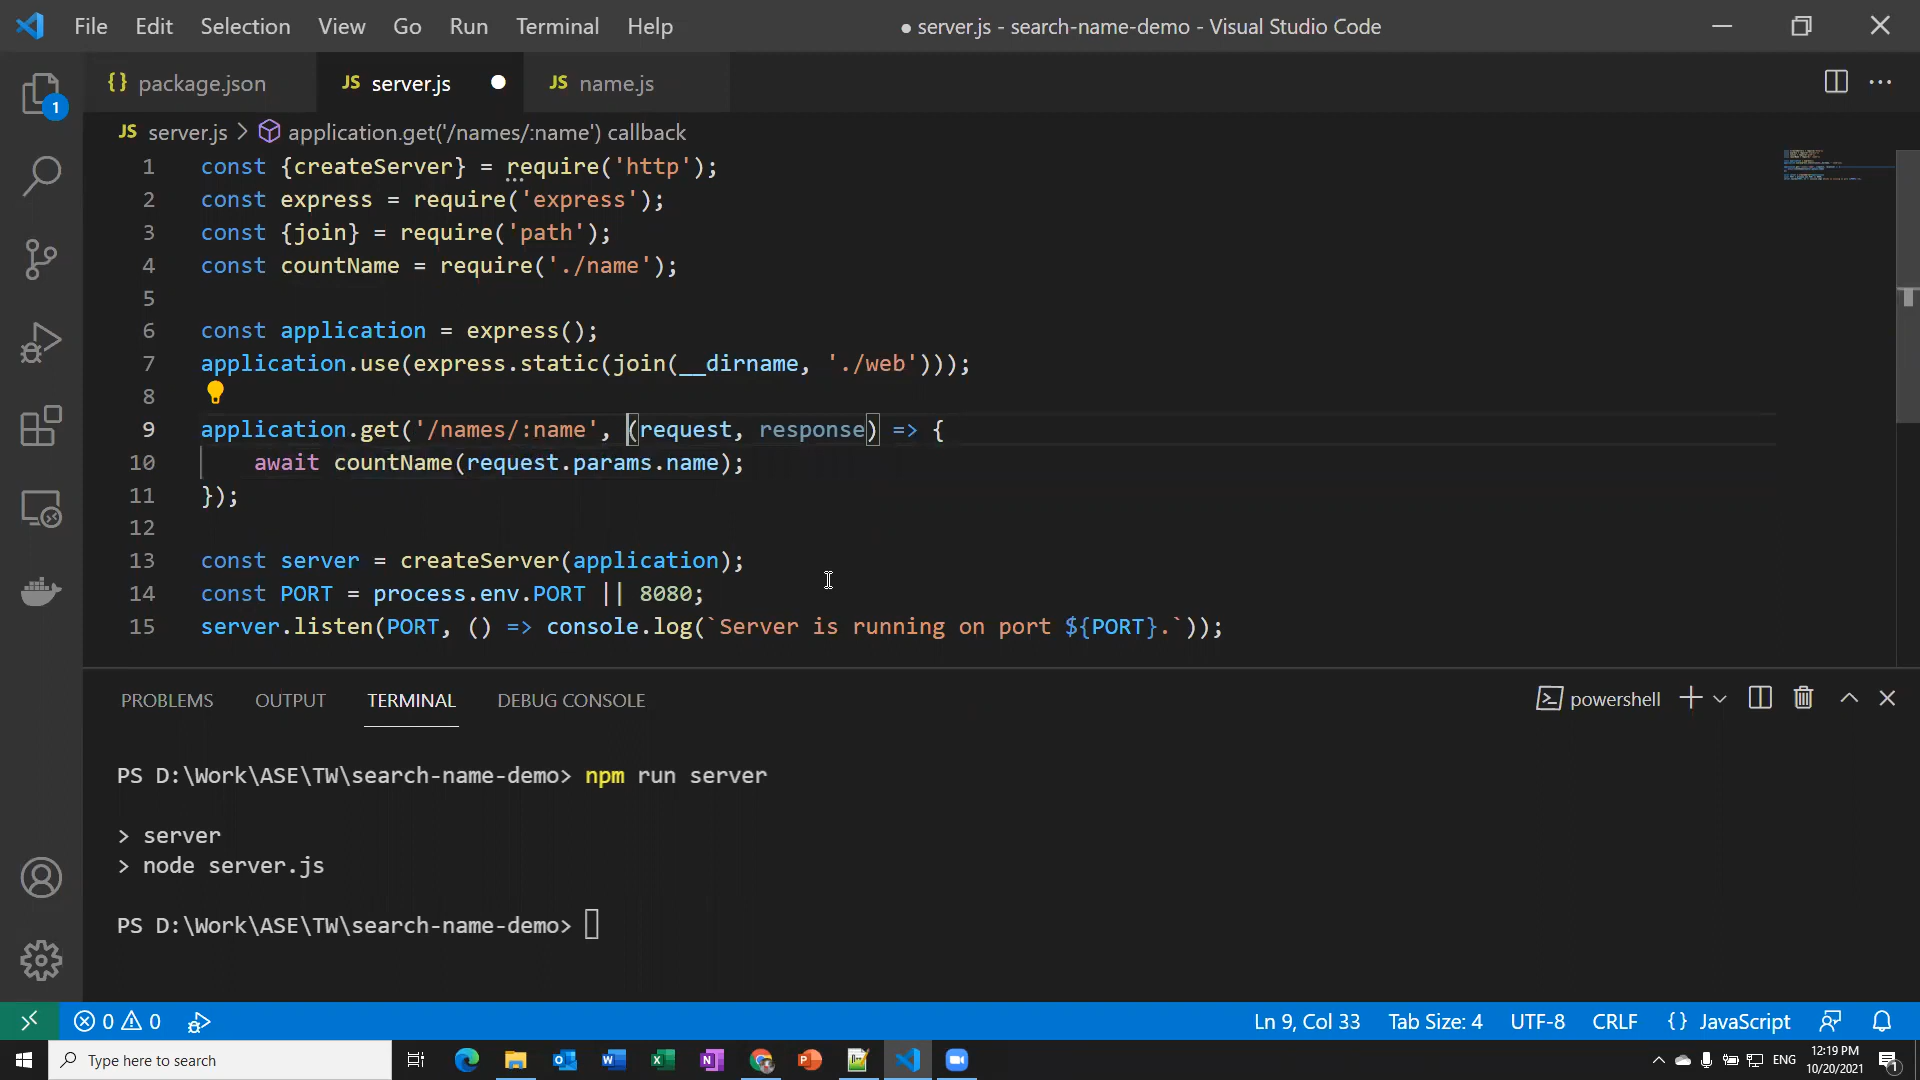 File Edit Selection View Go Run Terminal Help ● server.js - search-name-demo - Visual Studio Code
{} package.json JS server.js JS name.js
1
JS server.js > application.get('/names/:name') callback
1 const {createServer} = require('http');
2 const express = require('express');
3 const {join} = require('path');
4 const countName = require('./name');
5
6 const application = express();
7 application.use(express.static(join(__dirname, './web')));
8
9 application.get('/names/:name', (request, response) => {
10 await countName(request.params.name);
11 });
12
13 const server = createServer(application);
14 const PORT = process.env.PORT || 8080;
15 server.listen(PORT, () => console.log(`Server is running on port ${PORT}.`));
PROBLEMS OUTPUT TERMINAL DEBUG CONSOLE powershell
PS D:\Work\ASE\TW\search-name-demo> npm run server
> server
> node server.js
PS D:\Work\ASE\TW\search-name-demo>
0 0 Ln 9, Col 33 Tab Size: 4 UTF-8 CRLF {} JavaScript
Type here to search ENG 12:19 PM
10/20/2021 1